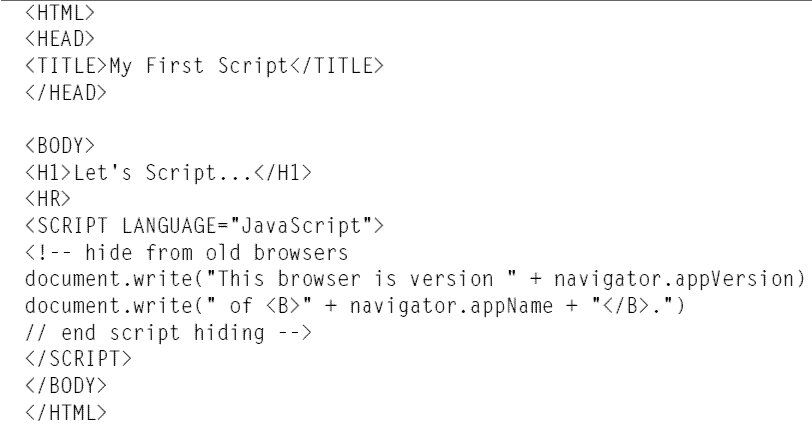 <HTML>
<HEAD>
<TITLE>My First Script</TITLE>
</HEAD>
<BODY>
<H1>Let's Script...</H1>
<HR>
<SCRIPT LANGUAGE="JavaScript">
<!-- hide from old browsers
document.write("This browser is version " + navigator.appVersion)
document.write(" of <B>" + navigator.appName + "</B>.")
// end script hiding -->
</SCRIPT>
</BODY>
</HTML>